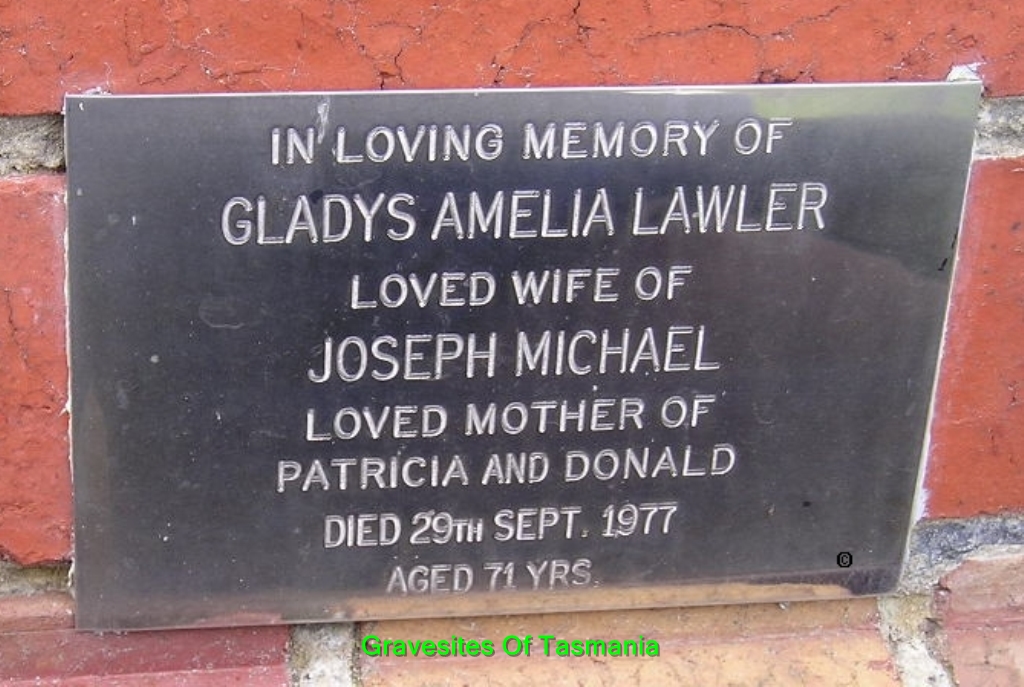 IN LOVING MEMORY OF
GLADYS AMELIA LAWLER
LOVED WIFE OF
JOSEPH MICHAEL
LOVED MOTHER OF
PATRICIA AND DONALD
DIED 29TH SEPT. 1977
AGED 71 YRS.
©
Gravesites Of Tasmania